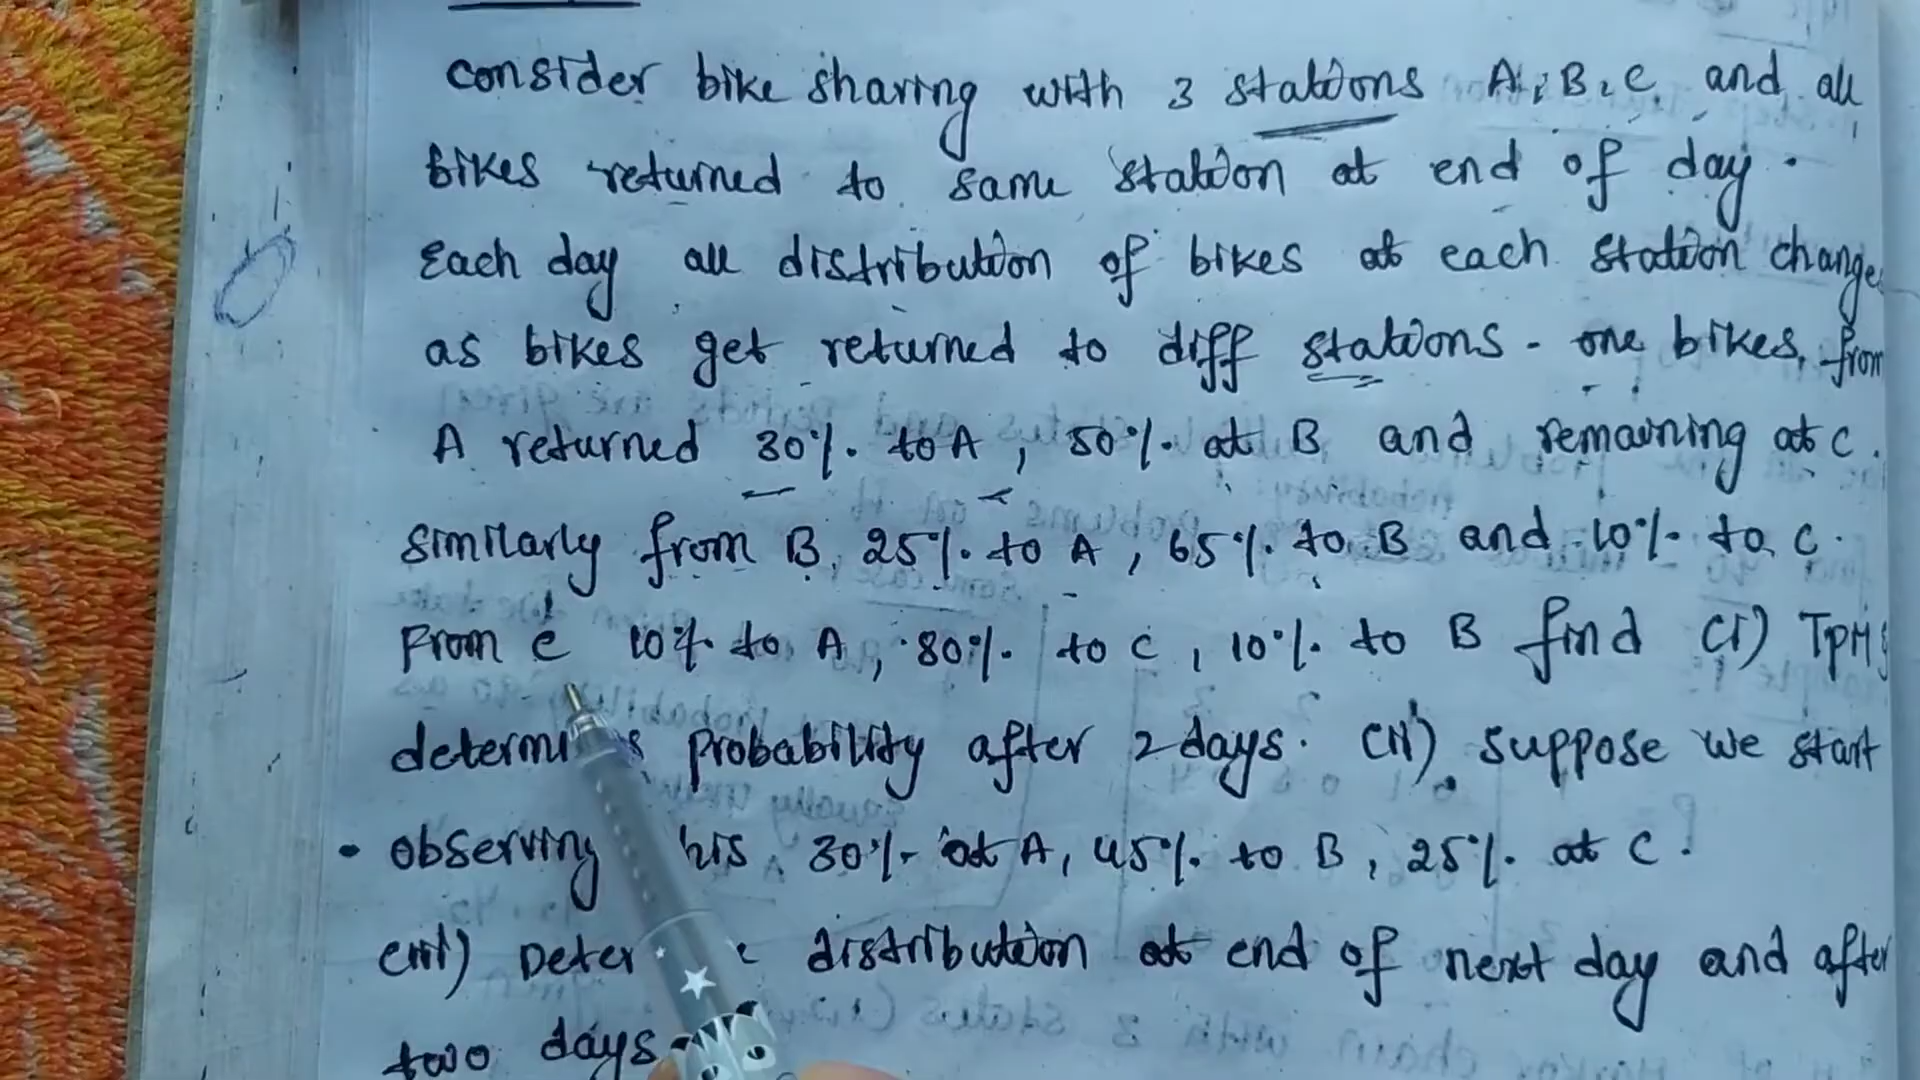 consider bike sharing with 3 stations A, B, C and all
bikes returned to same station at end of day.
Each day all distribution of bikes at each station change
as bikes get returned to diff stations. one bikes, from
A returned 30% to A, 50% at B and remaining at C.
Similarly from B, 25% to A, 65% to B and 10% to C.
From C 10% to A, 80% to C, 10% to B find (i) TPM,
probability after 2 days. (ii) suppose we start
observing 30% at A, 45% to B, 25% at C.
(iii) distribution at end of next day and after
two days